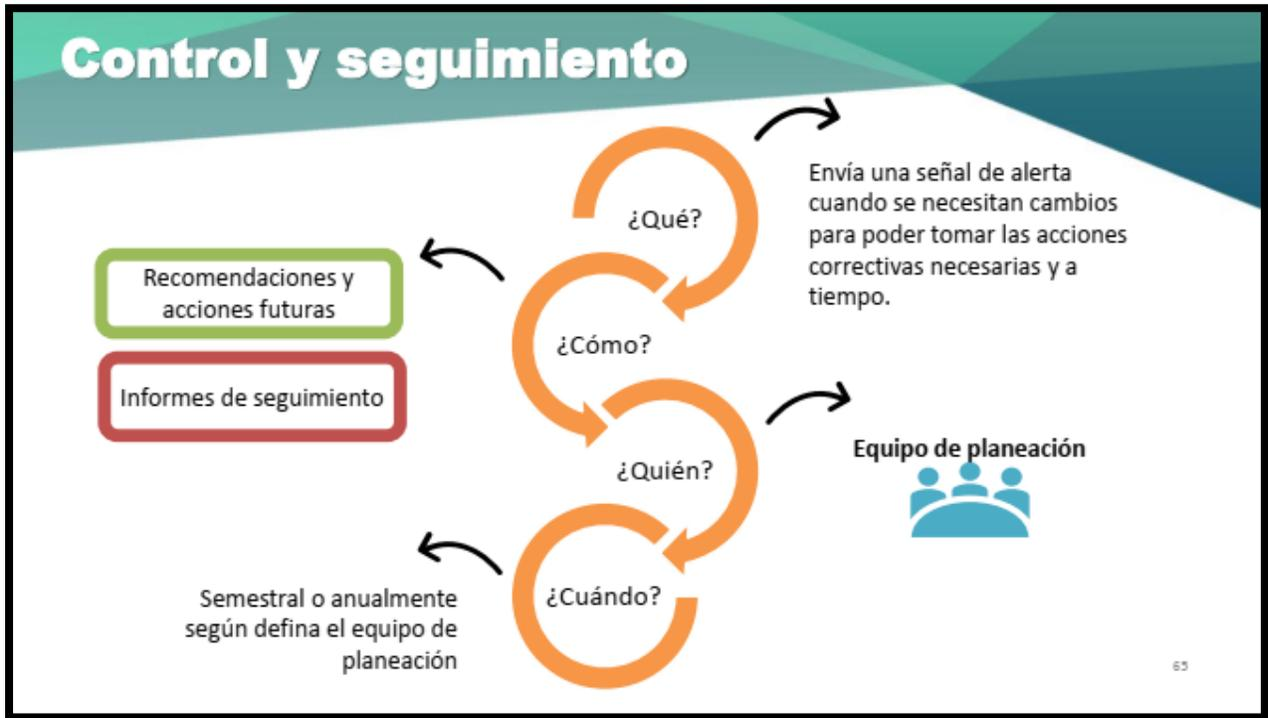 Control y seguimiento
¿Qué?
Envía una señal de alerta
cuando se necesitan cambios
para poder tomar las acciones
correctivas necesarias y a
tiempo.
¿Cómo?
Recomendaciones y
acciones futuras
Informes de seguimiento
¿Quién?
Equipo de planeación
¿Cuándo?
Semestral o anualmente
según defina el equipo de
planeación
65